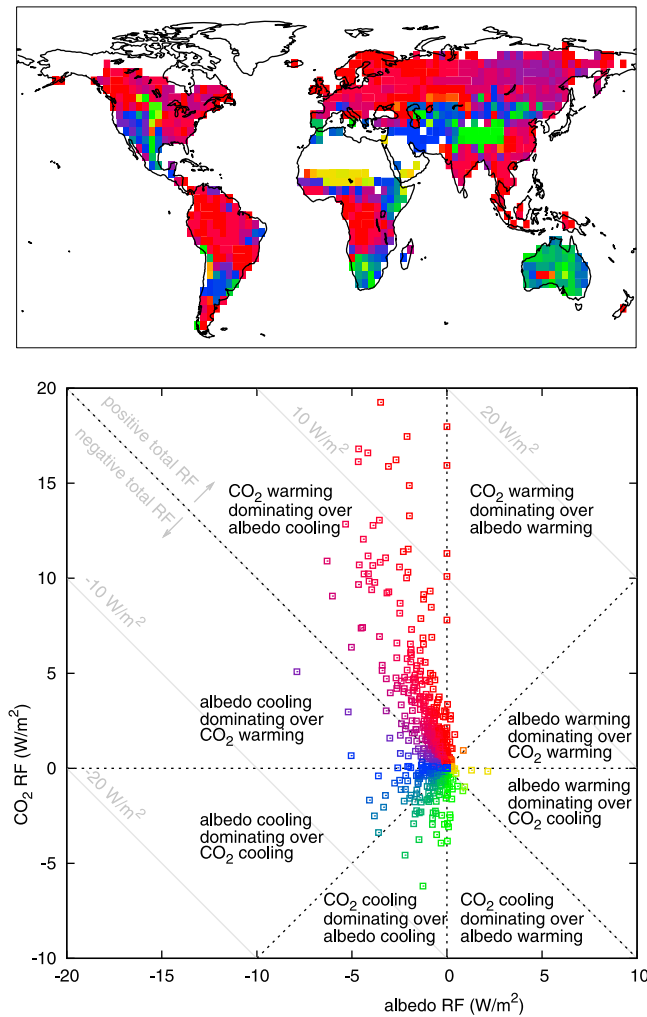 20
15
10
5
0
-5
-10
-20
-15
-10
-5
0
5
10
CO2 RF (W/m2)
albedo RF (W/m2)
positive total RF
negative total RF
10 W/m2
20 W/m2
-10 W/m2
-20 W/m2
CO2 warming
dominating over
albedo cooling
CO2 warming
dominating over
albedo warming
albedo cooling
dominating over
CO2 warming
albedo warming
dominating over
CO2 warming
albedo warming
dominating over
CO2 cooling
albedo cooling
dominating over
CO2 cooling
CO2 cooling
dominating over
albedo cooling
CO2 cooling
dominating over
albedo warming